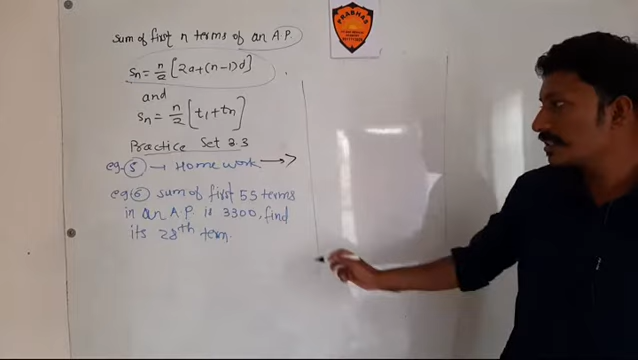 Sum of first n terms of an A.P.
Sn = n/2 [2a+(n-1)d]
and
Sn = n/2 [t₁+tn]
Practice Set 3.3
eg. 5 → Home work →
eg 6 sum of first 55 terms
in an A.P. is 3300, find
its 28th term.
PRABHAS